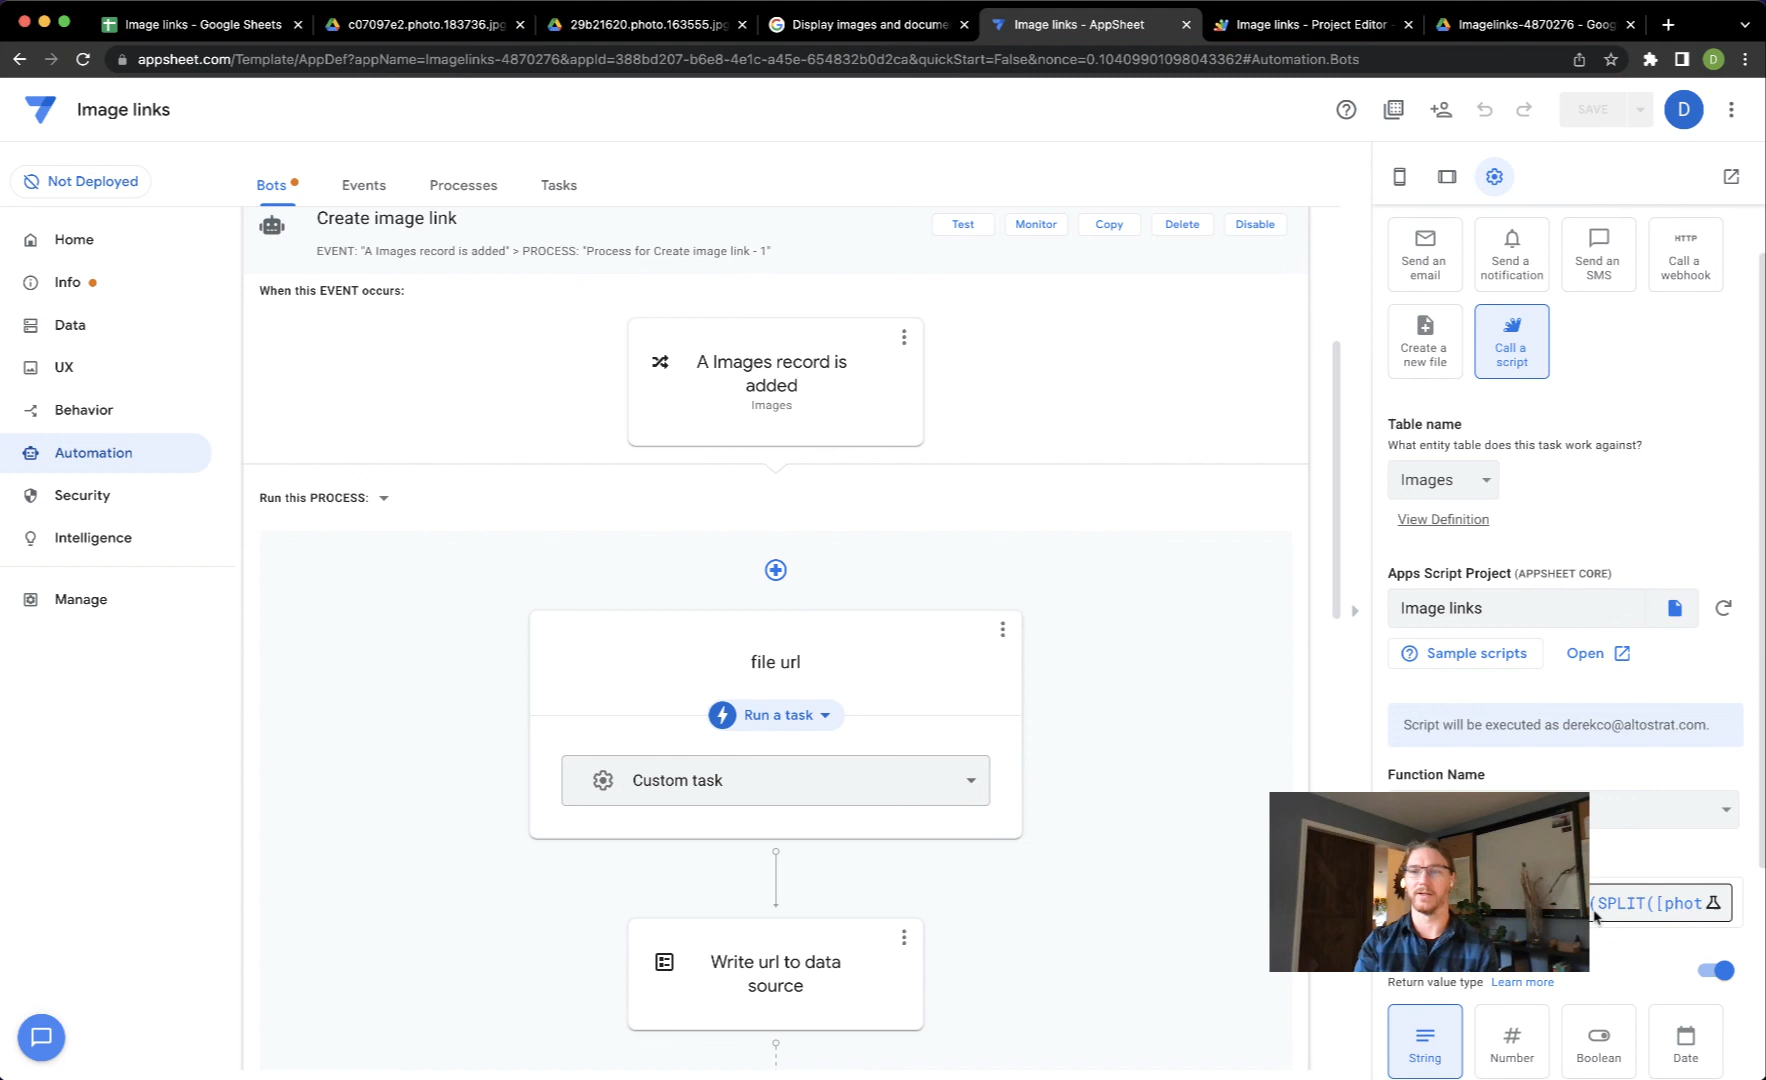 Image links - Google Sheets
c07097e2.photo.183736.jpg
29b21620.photo.163555.jpg
Display images and docume
Image links - AppSheet
Image links - Project Editor -
Imagelinks-4870276 - Goog
appsheet.com/Template/AppDef?appName=Imagelinks-4870276&appId=388bd207-b6e8-4e1c-a45e-654832b0d2ca&quickStart=False&nonce=0.10409901098043362#Automation.Bots
D
Image links
SAVE
D
Not Deployed
Bots
Events
Processes
Tasks
Home
Info
Data
UX
Behavior
Automation
Security
Intelligence
Manage
Create image link
EVENT: "A Images record is added" > PROCESS: "Process for Create image link - 1"
Test
Monitor
Copy
Delete
Disable
When this EVENT occurs:
A Images record is
added
Images
Run this PROCESS:
file url
Run a task
Custom task
Write url to data
source
Send an
email
Send a
notification
Send an
SMS
HTTP
Call a
webhook
Create a
new file
Call a
script
Table name
What entity table does this task work against?
Images
View Definition
Apps Script Project (APPSHEET CORE)
Image links
Sample scripts
Open
Script will be executed as derekco@altostrat.com.
Function Name
(SPLIT([phot
Return value type Learn more
String
Number
Boolean
Date